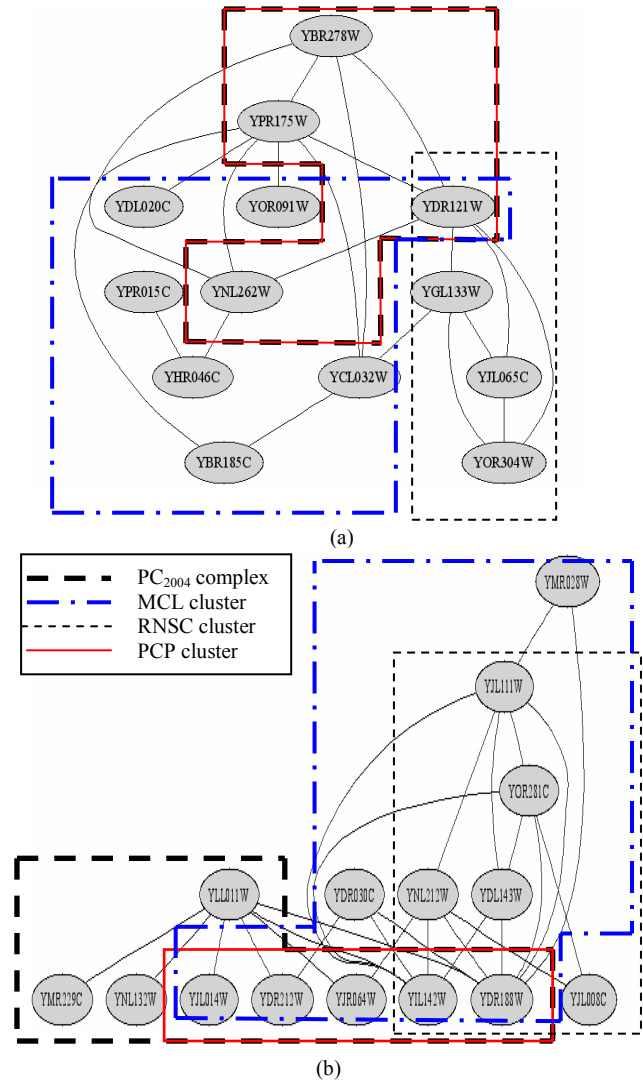 YBR278W
YPR175W
YDL020C YOR091W YDR121W
YPR015C YNL262W YGL133W
YHR046C YCL032W YJL065C
YBR185C YOR304W
(a)
PC2004 complex
MCL cluster
RNSC cluster
PCP cluster
YMR028W
YJL111W
YOR281C
YLL011W YDR030C YNL212W YDL143W
YMR229C YNL132W YJL014W YDR212W YJR064W YIL142W YDR188W YJL008C
(b)